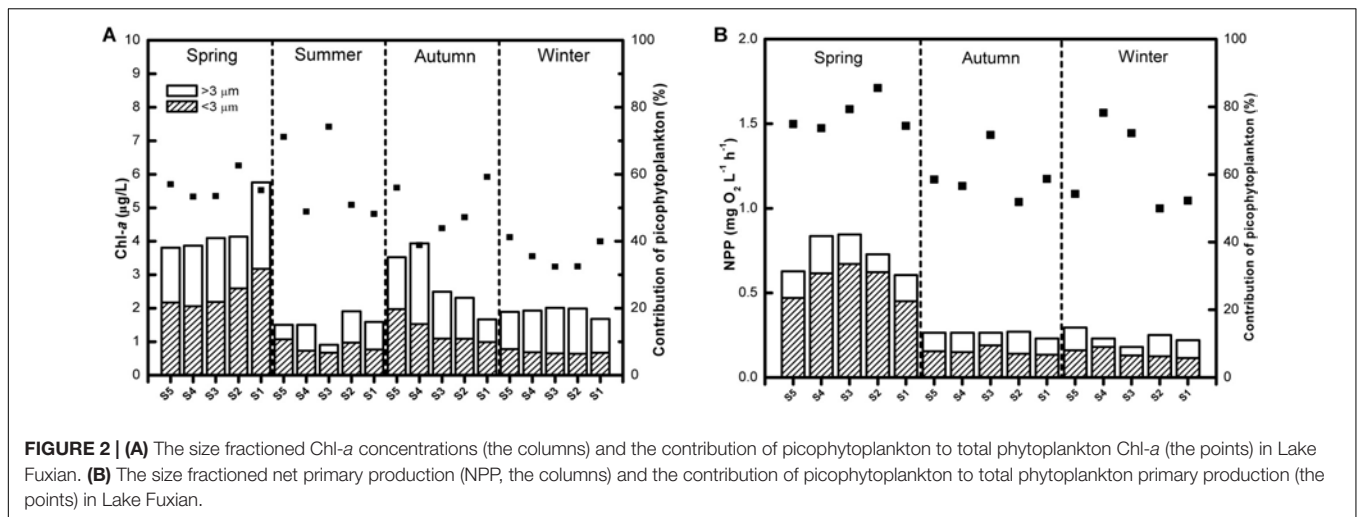 A
Spring
Summer
Autumn
Winter
>3 μm
<3 μm
Chl-a (μg/L)
10
9
8
7
6
5
4
3
2
1
0
Contribution of picophytoplankton (%)
100
80
60
40
20
0
S5 S4 S3 S2 S1 S5 S4 S3 S2 S1 S5 S4 S3 S2 S1 S5 S4 S3 S2 S1
B
Spring
Autumn
Winter
NPP (mg O₂ L⁻¹ h⁻¹)
2.0
1.5
1.0
0.5
0.0
Contribution of picophytoplankton (%)
100
80
60
40
20
0
S5 S4 S3 S2 S1 S5 S4 S3 S2 S1 S5 S4 S3 S2 S1
FIGURE 2 | (A) The size fractioned Chl-a concentrations (the columns) and the contribution of picophytoplankton to total phytoplankton Chl-a (the points) in Lake
Fuxian. (B) The size fractioned net primary production (NPP, the columns) and the contribution of picophytoplankton to total phytoplankton primary production (the
points) in Lake Fuxian.